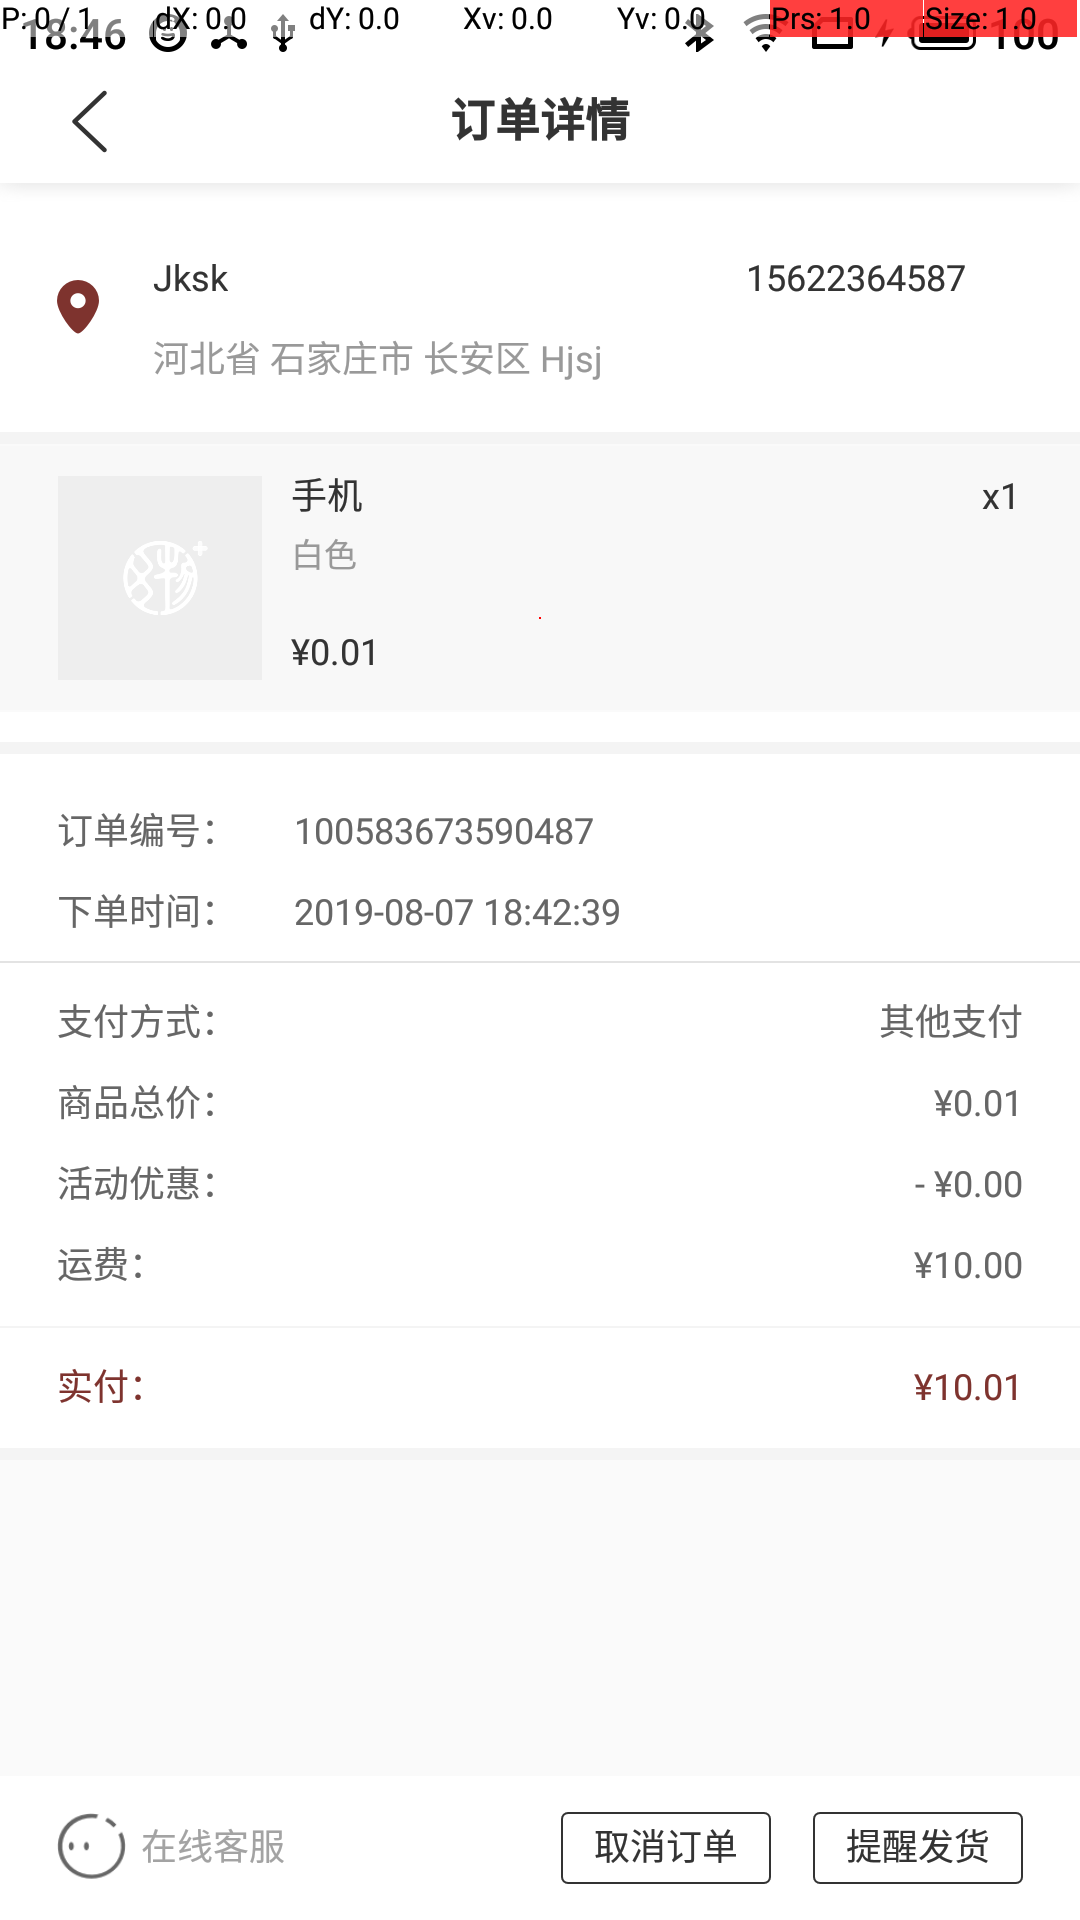 P: 0 / 1 dX: 0.0 dY: 0.0 Xv: 0.0 Yv: 0.0 Prs: 1.0 Size: 1.0
18:46 100
订单详情
Jksk 15622364587
河北省 石家庄市 长安区 Hjsj
手机 x1
白色
¥0.01
订单编号： 100583673590487
下单时间： 2019-08-07 18:42:39
支付方式： 其他支付
商品总价： ¥0.01
活动优惠： - ¥0.00
运费： ¥10.00
实付： ¥10.01
在线客服 取消订单 提醒发货